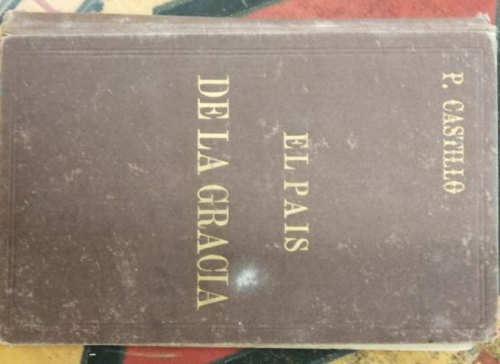 P. CASTILLO
EL PAIS
DE LA GRACIA